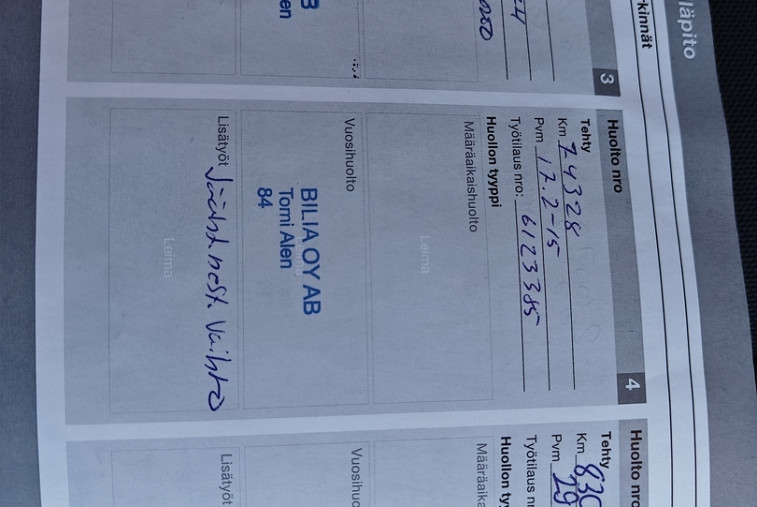 läpito
kinnät
3
Huolto nro 4
Tehty
Km 74328
Pvm 17.2-15
Työtilaus nro: 6123385
Huollon tyyppi
Määräaikaishuolto
Leima
Vuosihuolto
BILIA OY AB
Tomi Alen
84
Lisätyöt Jäähd.nest. vaihto
Leima
Huolto nro
Tehty
Km 830
Pvm 29
Työtilaus n
Huollon ty
Määräaika
Vuosihuo
Lisätyöt